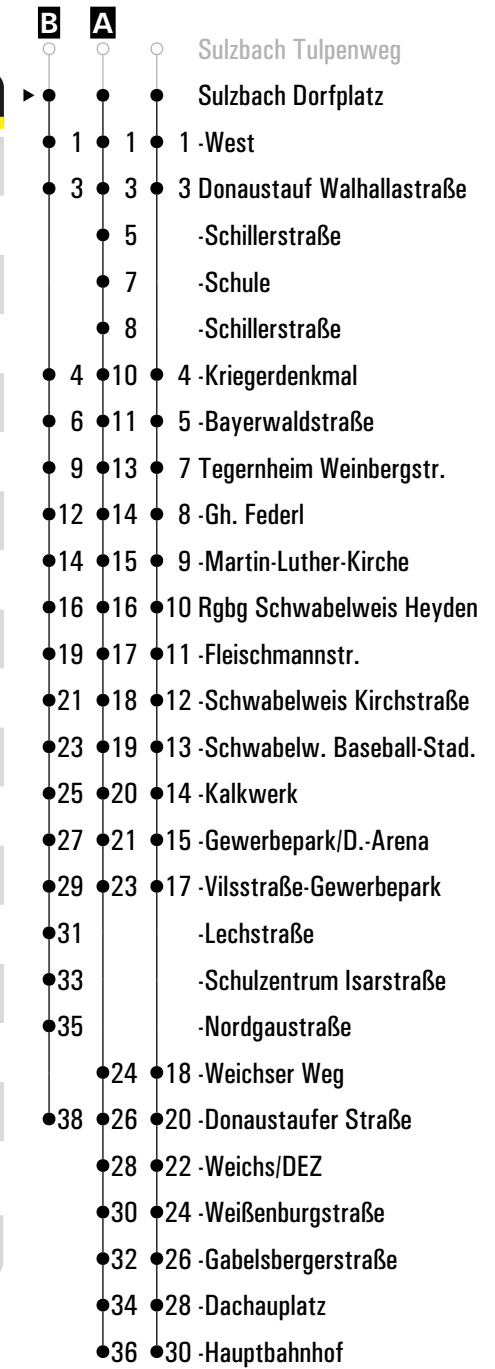 B A
Sulzbach Tulpenweg
Sulzbach Dorfplatz
1 1 1 -West
3 3 3 Donaustauf Walhallastraße
5 -Schillerstraße
7 -Schule
8 -Schillerstraße
4 10 4 -Kriegerdenkmal
6 11 5 -Bayerwaldstraße
9 13 7 Tegernheim Weinbergstr.
12 14 8 -Gh. Federl
14 15 9 -Martin-Luther-Kirche
16 16 10 Rgbg Schwabelweis Heyden
19 17 11 -Fleischmannstr.
21 18 12 -Schwabelweis Kirchstraße
23 19 13 -Schwabelw. Baseball-Stad.
25 20 14 -Kalkwerk
27 21 15 -Gewerbepark/D.-Arena
29 23 17 -Vilsstraße-Gewerbepark
31 -Lechstraße
33 -Schulzentrum Isarstraße
35 -Nordgaustraße
24 18 -Weichser Weg
38 26 20 -Donaustaufer Straße
28 22 -Weichs/DEZ
30 24 -Weißenburgstraße
32 26 -Gabelsbergerstraße
34 28 -Dachauplatz
36 30 -Hauptbahnhof